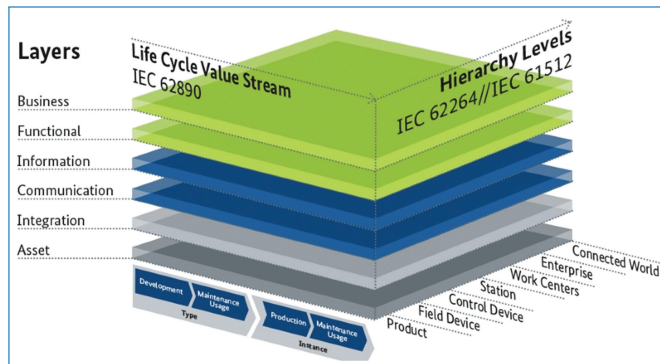 Layers
Life Cycle Value Stream
IEC 62890
Hierarchy Levels
IEC 62264//IEC 61512
Business
Functional
Information
Communication
Integration
Asset
Development
Maintenance
Usage
Type
Production
Maintenance
Usage
Instance
Product
Field Device
Control Device
Station
Work Centers
Enterprise
Connected World